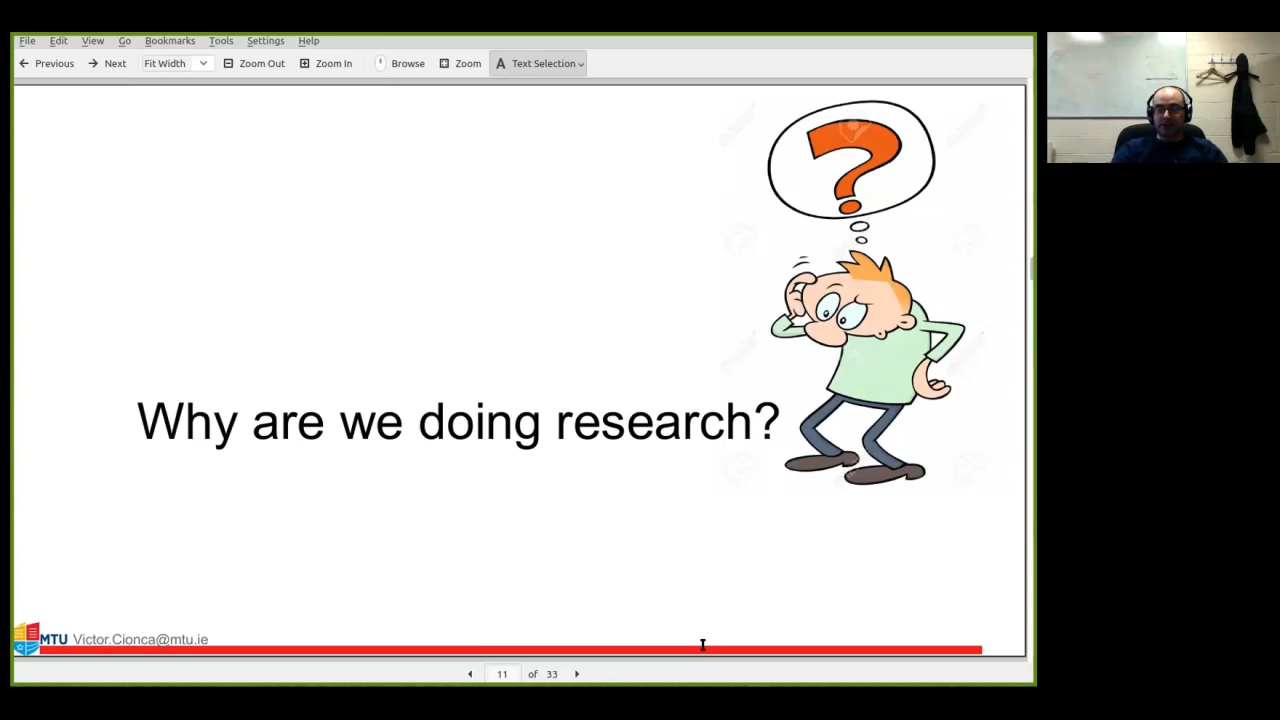 File Edit View Go Bookmarks Tools Settings Help
Previous Next Fit Width Zoom Out Zoom In Browse Zoom Text Selection
?
Why are we doing research?
MTU Victor.Cionca@mtu.ie
11 of 33